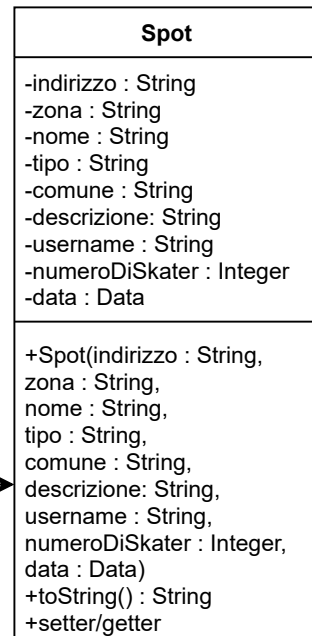 Spot
-indirizzo : String
-zona : String
-nome : String
-tipo : String
-comune : String
-descrizione: String
-username : String
-numeroDiSkater : Integer
-data : Data
+Spot(indirizzo : String,
zona : String,
nome : String,
tipo : String,
comune : String,
descrizione: String,
username : String,
numeroDiSkater : Integer,
data : Data)
+toString() : String
+setter/getter